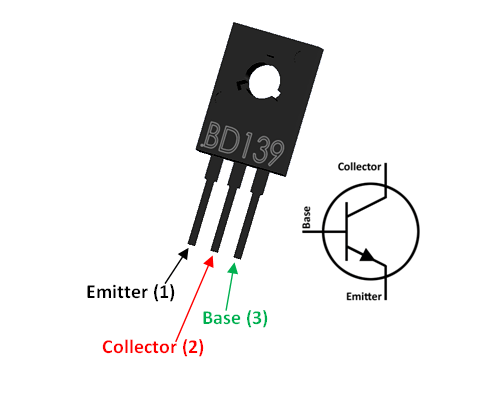 BD139
Collector
Base
Emitter
Emitter (1)
Base (3)
Collector (2)